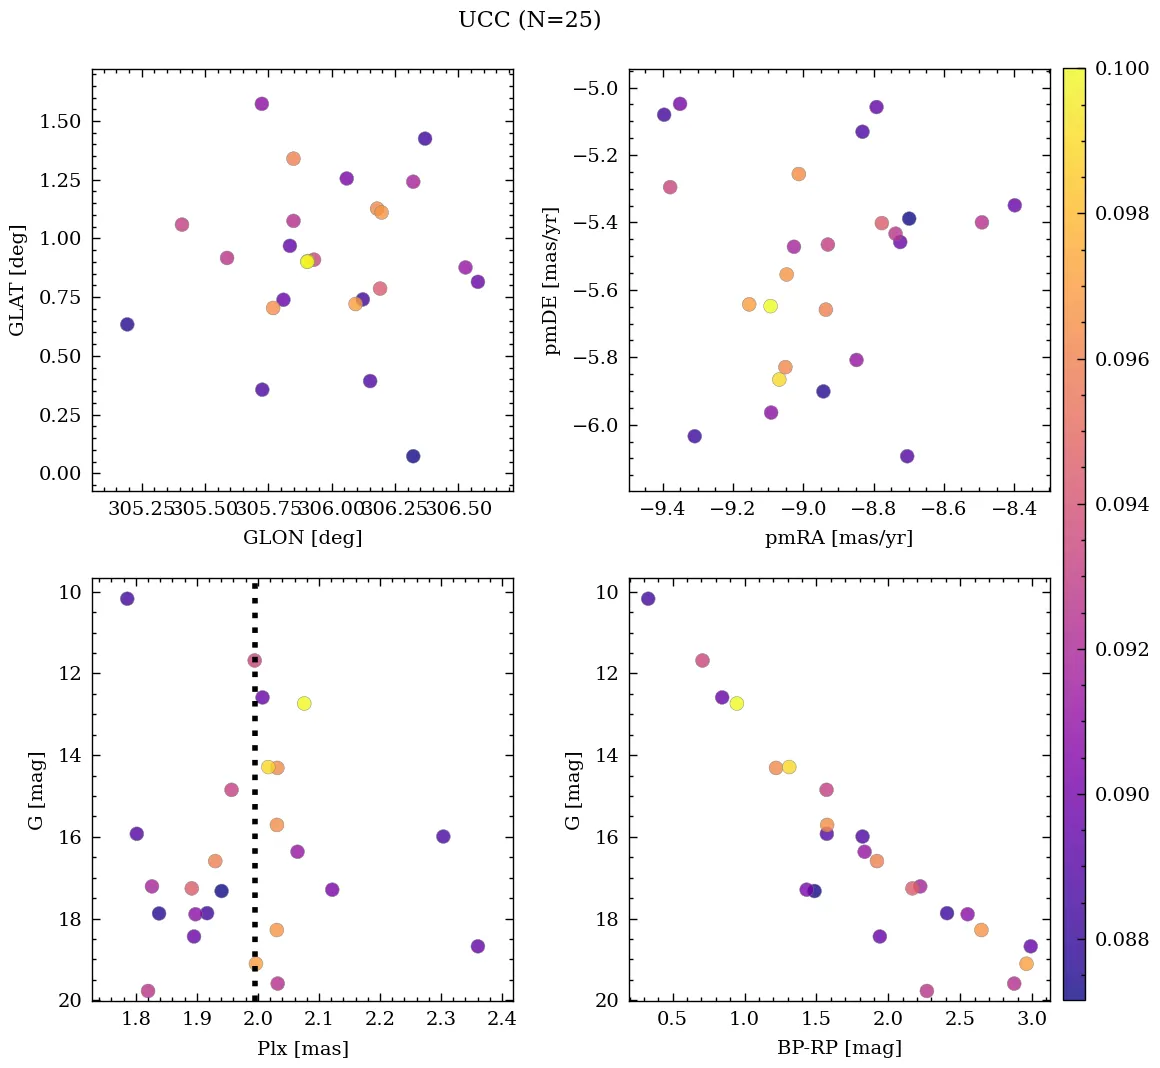 UCC (N=25)
1.50
1.25
1.00
0.75
0.50
0.25
0.00
GLAT [deg]
305.25 305.50 305.75 306.00 306.25 306.50
GLON [deg]
−5.0
−5.2
−5.4
−5.6
−5.8
−6.0
pmDE [mas/yr]
−9.4 −9.2 −9.0 −8.8 −8.6 −8.4
pmRA [mas/yr]
0.100
0.098
0.096
0.094
0.092
0.090
0.088
10
12
14
16
18
20
G [mag]
1.8 1.9 2.0 2.1 2.2 2.3 2.4
Plx [mas]
10
12
14
16
18
20
G [mag]
0.5 1.0 1.5 2.0 2.5 3.0
BP-RP [mag]